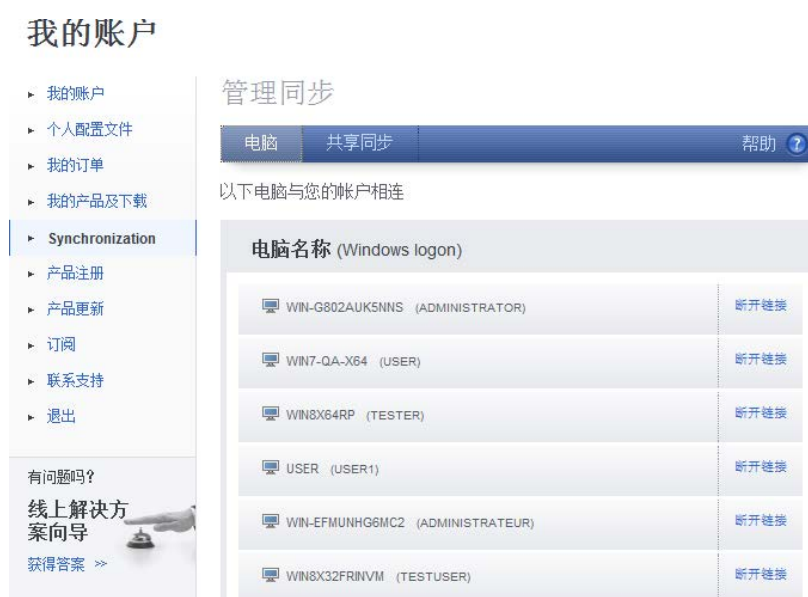 我的账户
我的账户
个人配置文件
我的订单
我的产品及下载
Synchronization
产品注册
产品更新
订阅
联系支持
退出
有问题吗?
线上解决方
案向导
获得答案 >>
管理同步
电脑 共享同步 帮助 ?
以下电脑与您的帐户相连
电脑名称 (Windows logon)
WIN-G802AUK5NNS (ADMINISTRATOR) 断开链接
WIN7-QA-X64 (USER) 断开链接
WIN8X64RP (TESTER) 断开链接
USER (USER1) 断开链接
WIN-EFMUNHG6MC2 (ADMINISTRATEUR) 断开链接
WIN8X32FRINVM (TESTUSER) 断开链接